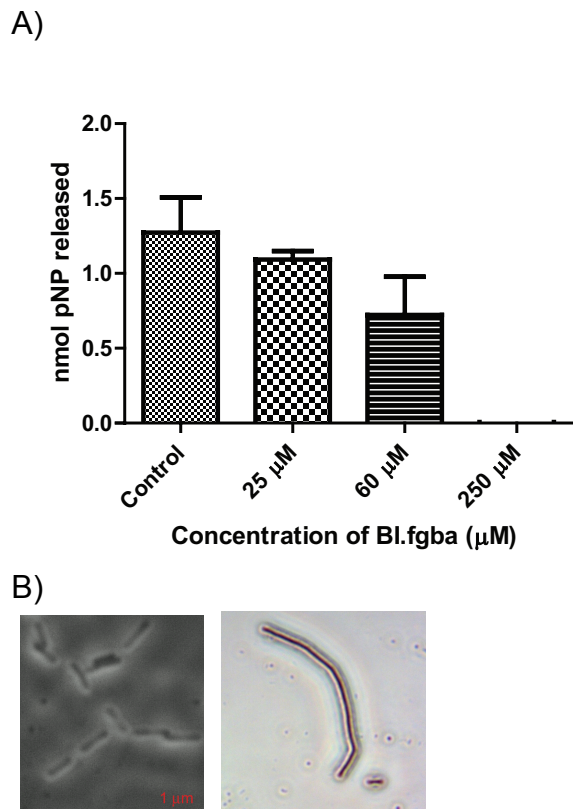 A)
2.0
1.5
1.0
0.5
0.0
nmol pNP released
Control
25 μM
60 μM
250 μM
Concentration of Bl.fgba (μM)
B)
1 μm